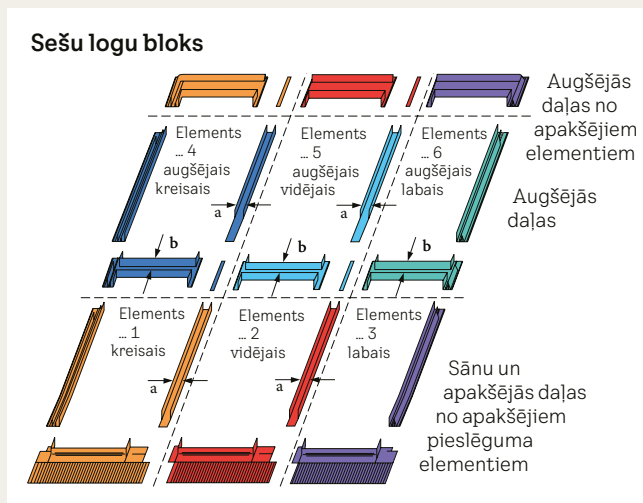 Sešu logu bloks
Augšējās
daļas no
apakšējiem
elementiem
Elements
... 4
augšējais
kreisais
Elements
... 5
augšējais
vidējais
Elements
... 6
augšējais
labais
Augšējās
daļas
a
a
b
b
b
Elements
... 1
kreisais
Elements
... 2
vidējais
Elements
... 3
labais
a
a
Sānu un
apakšējās daļas
no apakšējiem
pieslēguma
elementiem